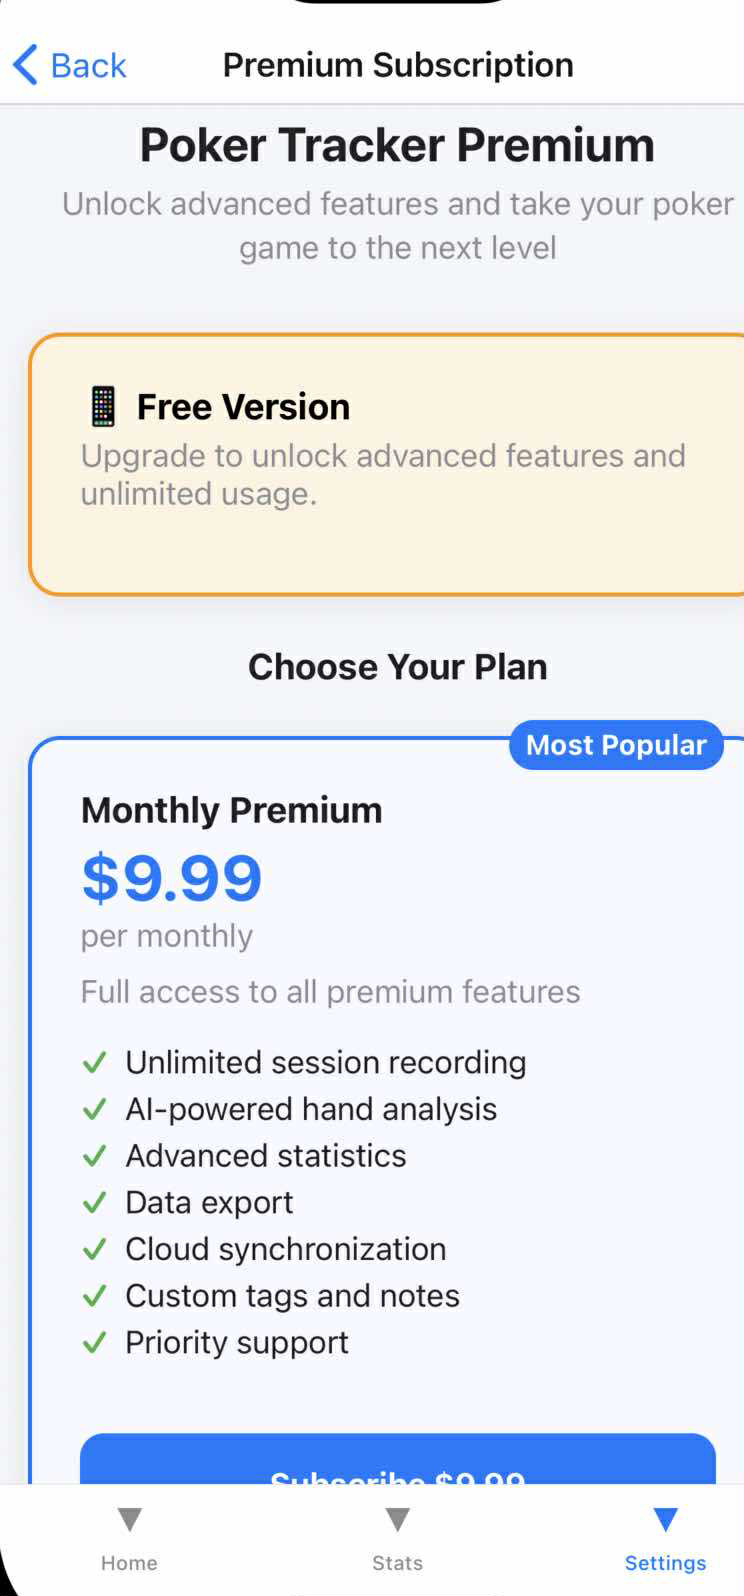 Back
Premium Subscription
Poker Tracker Premium
Unlock advanced features and take your poker
game to the next level
Free Version
Upgrade to unlock advanced features and
unlimited usage.
Choose Your Plan
Most Popular
Monthly Premium
$9.99
per monthly
Full access to all premium features
✓ Unlimited session recording
✓ AI-powered hand analysis
✓ Advanced statistics
✓ Data export
✓ Cloud synchronization
✓ Custom tags and notes
✓ Priority support
Subscribe $9.99
Home
Stats
Settings